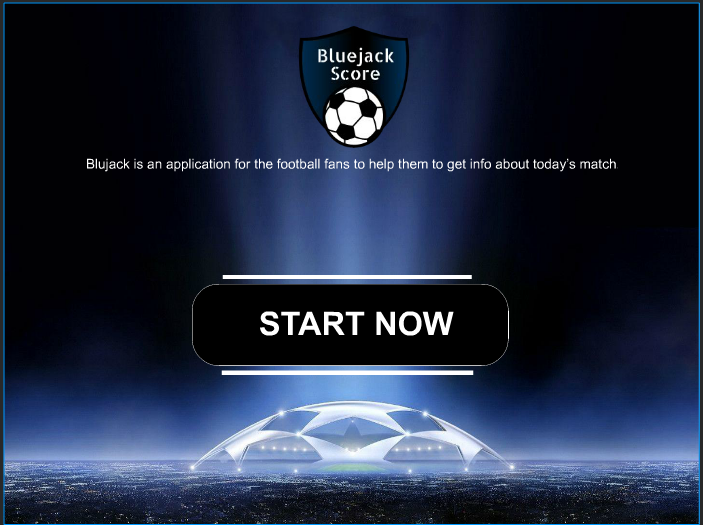 Bluejack
Score
Blujack is an application for the football fans to help them to get info about today's match
START NOW